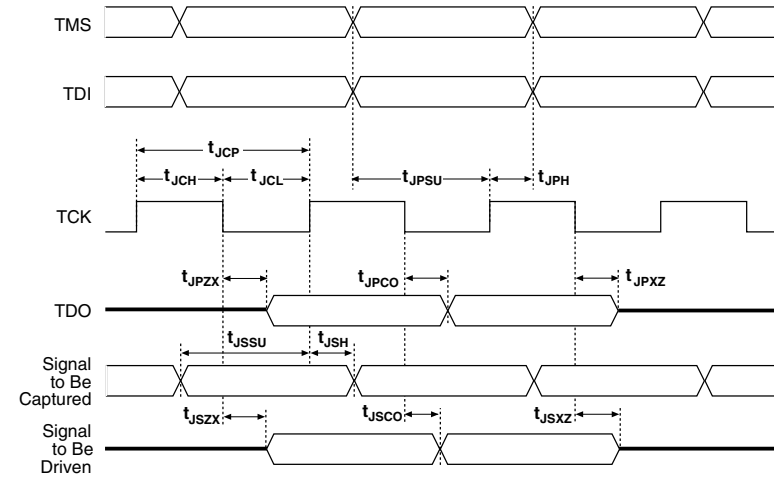 TMS
TDI
tJCP
tJCH tJCL tJPSU tJPH
TCK
tJPZX tJPCO tJPXZ
TDO
tJSSU tJSH
Signal
to Be
Captured
tJSZX tJSCO tJSXZ
Signal
to Be
Driven